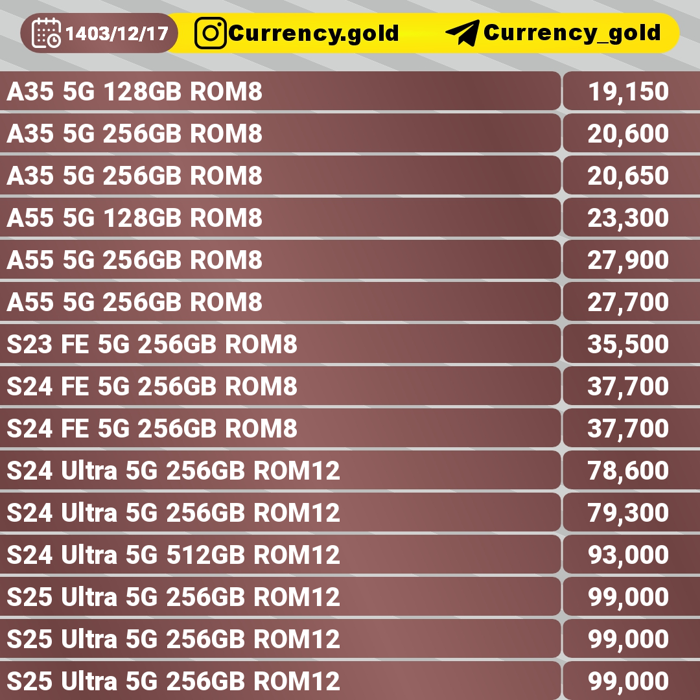 1403/12/17 Currency.gold Currency_gold
A35 5G 128GB ROM8 19,150
A35 5G 256GB ROM8 20,600
A35 5G 256GB ROM8 20,650
A55 5G 128GB ROM8 23,300
A55 5G 256GB ROM8 27,900
A55 5G 256GB ROM8 27,700
S23 FE 5G 256GB ROM8 35,500
S24 FE 5G 256GB ROM8 37,700
S24 FE 5G 256GB ROM8 37,700
S24 Ultra 5G 256GB ROM12 78,600
S24 Ultra 5G 256GB ROM12 79,300
S24 Ultra 5G 512GB ROM12 93,000
S25 Ultra 5G 256GB ROM12 99,000
S25 Ultra 5G 256GB ROM12 99,000
S25 Ultra 5G 256GB ROM12 99,000